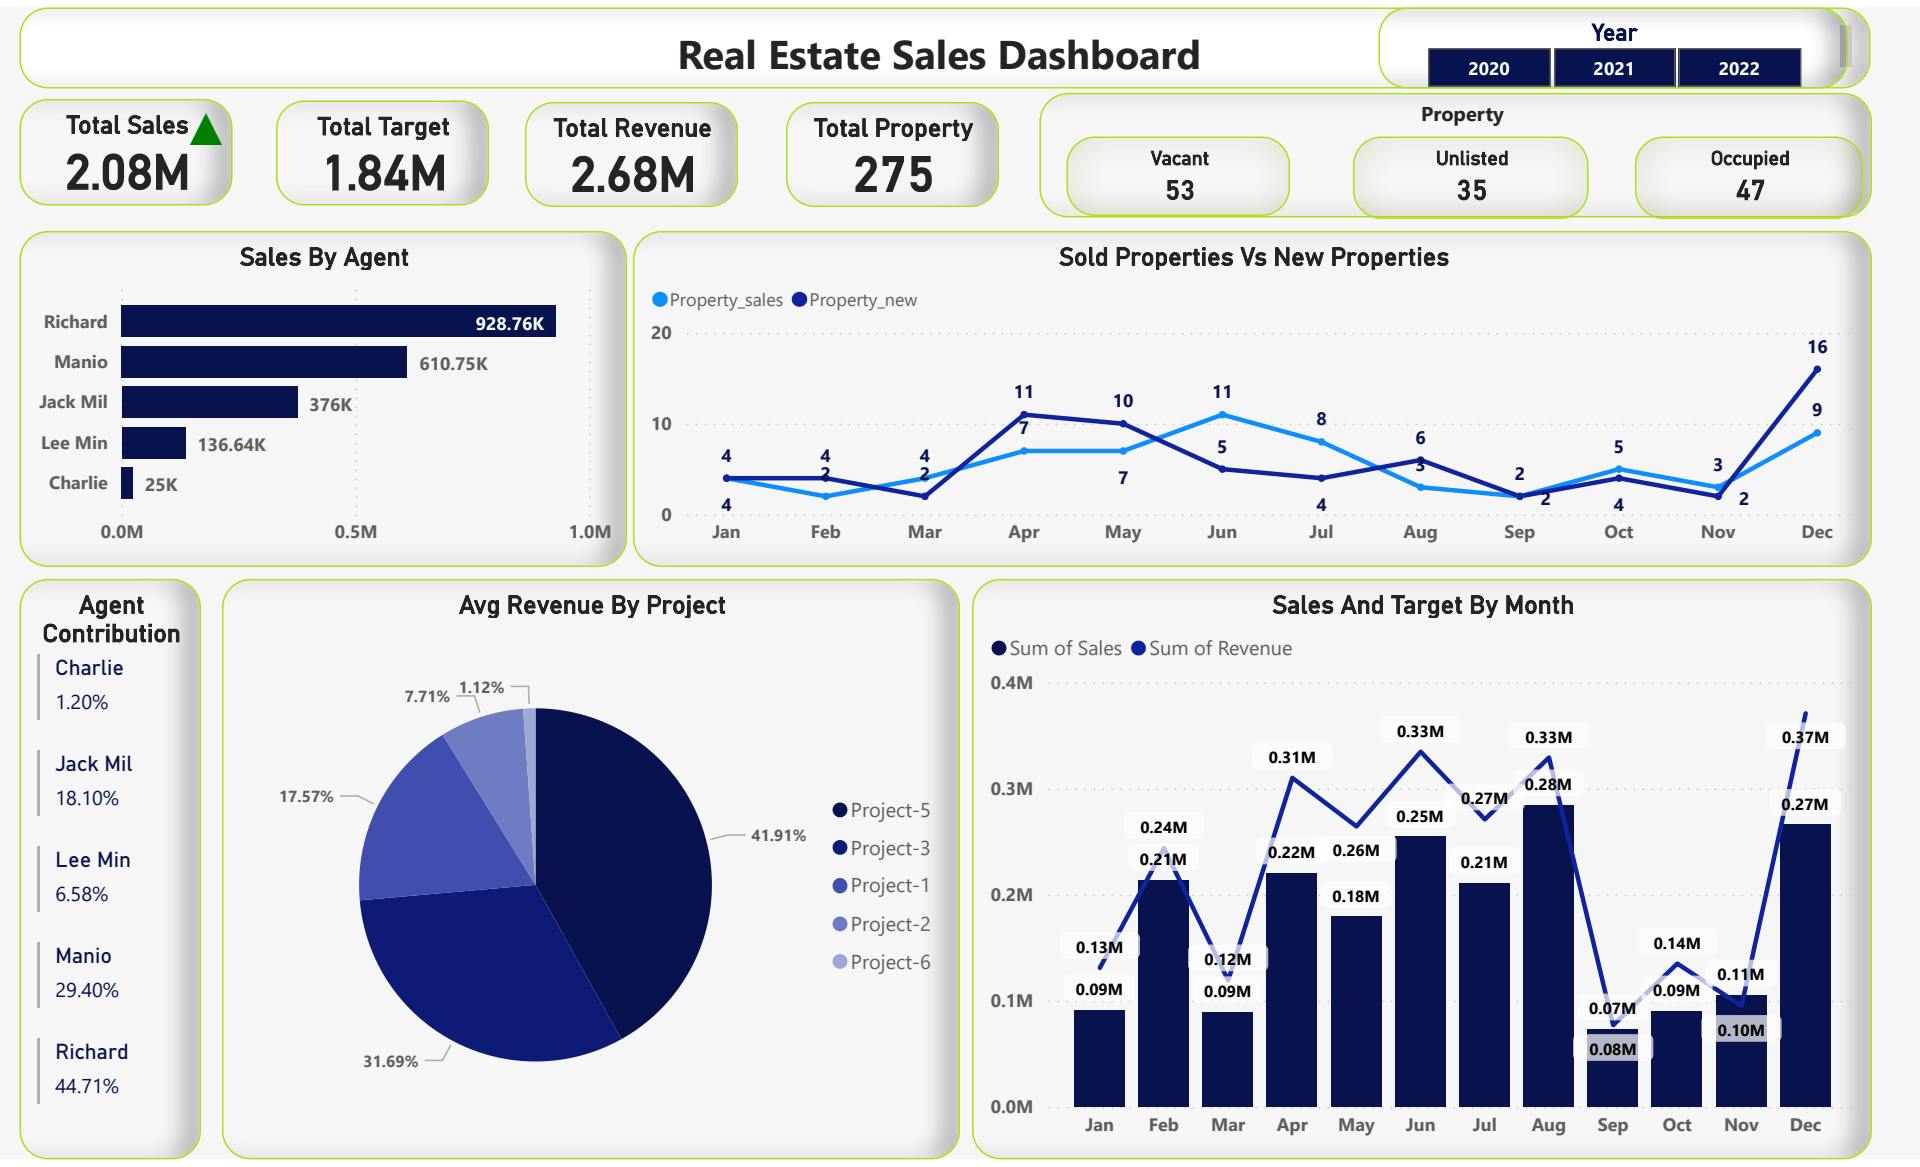 Real Estate Sales Dashboard
Year
2020 2021 2022
Total Sales
2.08M
Total Target
1.84M
Total Revenue
2.68M
Total Property
275
Property
Vacant
53
Unlisted
35
Occupied
47
Sales By Agent
Richard 928.76K
Manio 610.75K
Jack Mil 376K
Lee Min 136.64K
Charlie 25K
0.0M 0.5M 1.0M
Sold Properties Vs New Properties
Property_sales Property_new
20
16
11 11
10 9
10 7 8
6
4 4 4 5 5
2 2 7 3 2 3
4 4 2 4 2
0
Jan Feb Mar Apr May Jun Jul Aug Sep Oct Nov Dec
Agent
Contribution
Charlie
1.20%
Jack Mil
18.10%
Lee Min
6.58%
Manio
29.40%
Richard
44.71%
Avg Revenue By Project
1.12%
7.71%
17.57%
41.91%
31.69%
Project-5
Project-3
Project-1
Project-2
Project-6
Sales And Target By Month
Sum of Sales Sum of Revenue
0.4M
0.33M 0.33M 0.37M
0.31M
0.28M
0.3M
0.27M 0.27M
0.25M
0.24M
0.21M 0.22M 0.26M 0.21M
0.2M
0.18M
0.13M 0.14M
0.12M 0.11M
0.09M 0.09M 0.09M
0.1M
0.07M
0.10M
0.08M
0.0M
Jan Feb Mar Apr May Jun Jul Aug Sep Oct Nov Dec